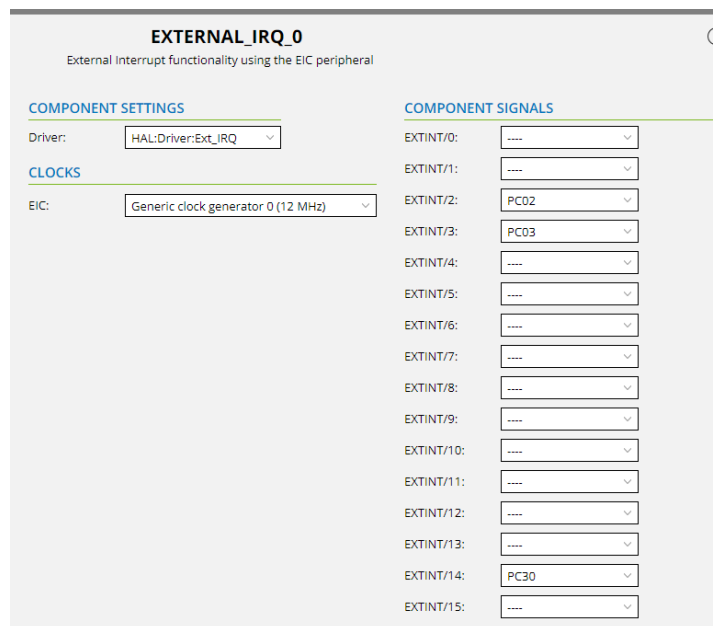 EXTERNAL_IRQ_0
External Interrupt functionality using the EIC peripheral
COMPONENT SETTINGS
Driver: HAL:Driver:Ext_IRQ
CLOCKS
EIC: Generic clock generator 0 (12 MHz)
COMPONENT SIGNALS
EXTINT/0: ----
EXTINT/1: ----
EXTINT/2: PC02
EXTINT/3: PC03
EXTINT/4: ----
EXTINT/5: ----
EXTINT/6: ----
EXTINT/7: ----
EXTINT/8: ----
EXTINT/9: ----
EXTINT/10: ----
EXTINT/11: ----
EXTINT/12: ----
EXTINT/13: ----
EXTINT/14: PC30
EXTINT/15: ----